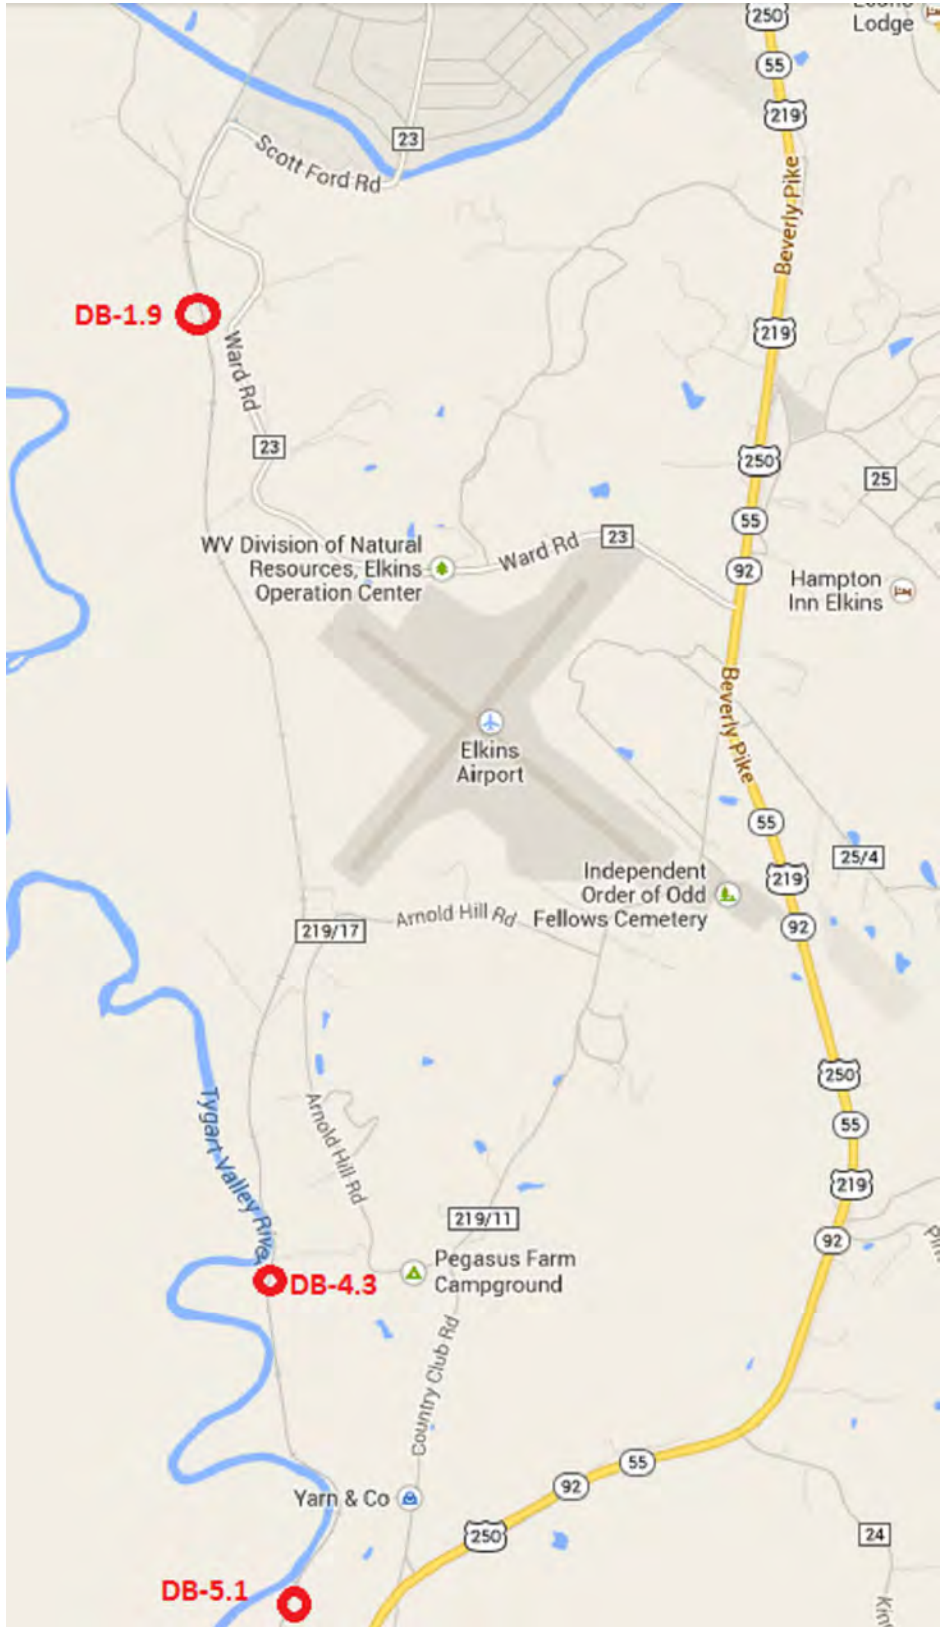 250
Lodge
55
219
23
Scott Ford Rd
Beverly Pike
DB-1.9
219
Ward Rd
23
250
25
55
WV Division of Natural
Resources, Elkins
Operation Center
Ward Rd
23
92
Hampton
Inn Elkins
Beverly Pike
Elkins
Airport
55
25/4
219
Independent
Order of Odd
Fellows Cemetery
Arnold Hill Rd
219/17
92
250
Tygart Valley River
Arnold Hill Rd
55
219
219/11
92
Pegasus Farm
Campground
DB-4.3
Country Club Rd
55
92
Yarn & Co
250
24
DB-5.1